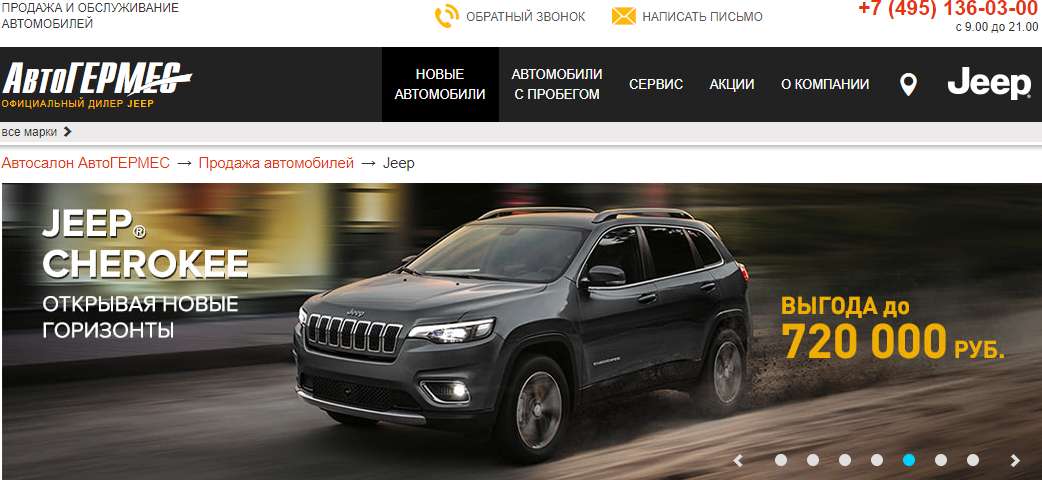 ПРОДАЖА И ОБСЛУЖИВАНИЕ
АВТОМОБИЛЕЙ
ОБРАТНЫЙ ЗВОНОК
НАПИСАТЬ ПИСЬМО
+7 (495) 136-03-00
с 9.00 до 21.00
АвтоГЕРМЕС
ОФИЦИАЛЬНЫЙ ДИЛЕР JEEP
НОВЫЕ
АВТОМОБИЛИ
АВТОМОБИЛИ
С ПРОБЕГОМ
СЕРВИС
АКЦИИ
О КОМПАНИИ
Jeep®
все марки
Автосалон АвтоГЕРМЕС → Продажа автомобилей → Jeep
JEEP®
CHEROKEE
ОТКРЫВАЯ НОВЫЕ
ГОРИЗОНТЫ
Jeep
ВЫГОДА до
720 000 РУБ.